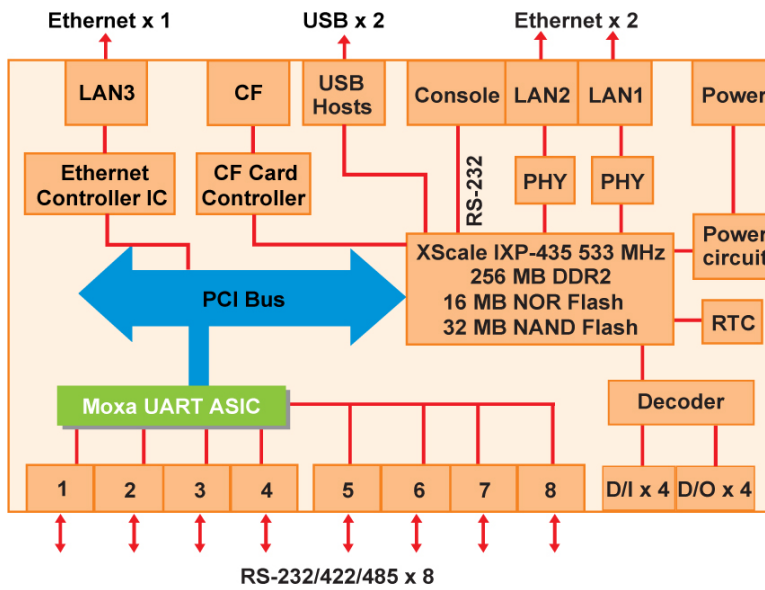 Ethernet x 1
USB x 2
Ethernet x 2
LAN3
CF
USB
Hosts
Console
LAN2
LAN1
Power
Ethernet
Controller IC
CF Card
Controller
RS-232
PHY
PHY
XScale IXP-435 533 MHz
256 MB DDR2
16 MB NOR Flash
32 MB NAND Flash
Power
circuit
PCI Bus
RTC
Moxa UART ASIC
Decoder
1
2
3
4
5
6
7
8
D/I x 4
D/O x 4
RS-232/422/485 x 8